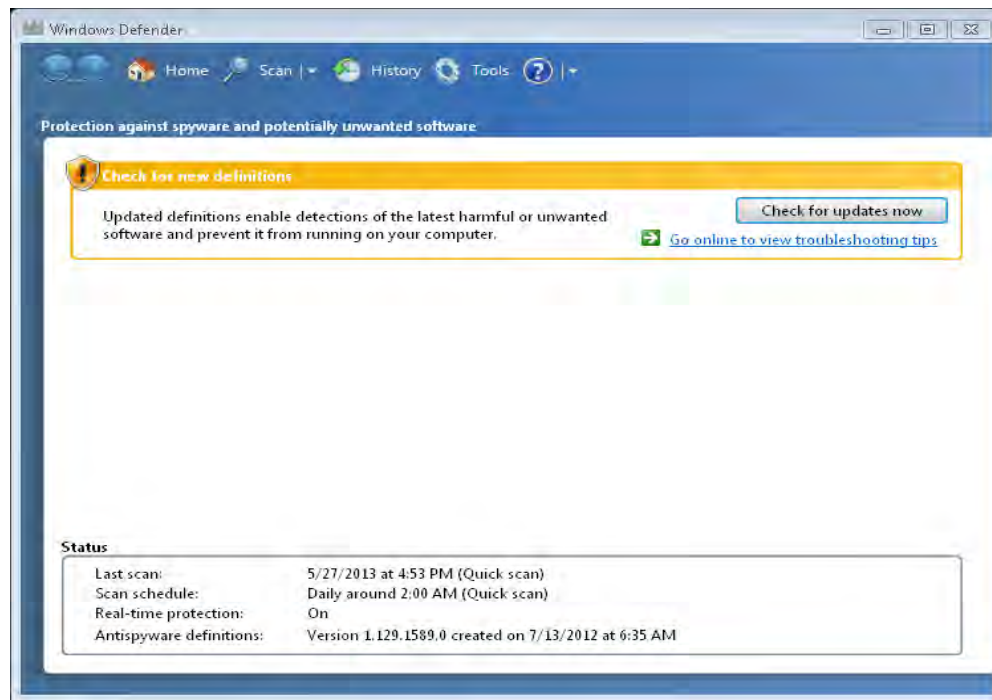 Windows Defender
Home Scan History Tools
Protection against spyware and potentially unwanted software
Check for new definitions
Updated definitions enable detections of the latest harmful or unwanted
software and prevent it from running on your computer.
Check for updates now
Go online to view troubleshooting tips
Status
Last scan: 5/27/2013 at 4:53 PM (Quick scan)
Scan schedule: Daily around 2:00 AM (Quick scan)
Real-time protection: On
Antispyware definitions: Version 1.129.1589.0 created on 7/13/2012 at 6:35 AM